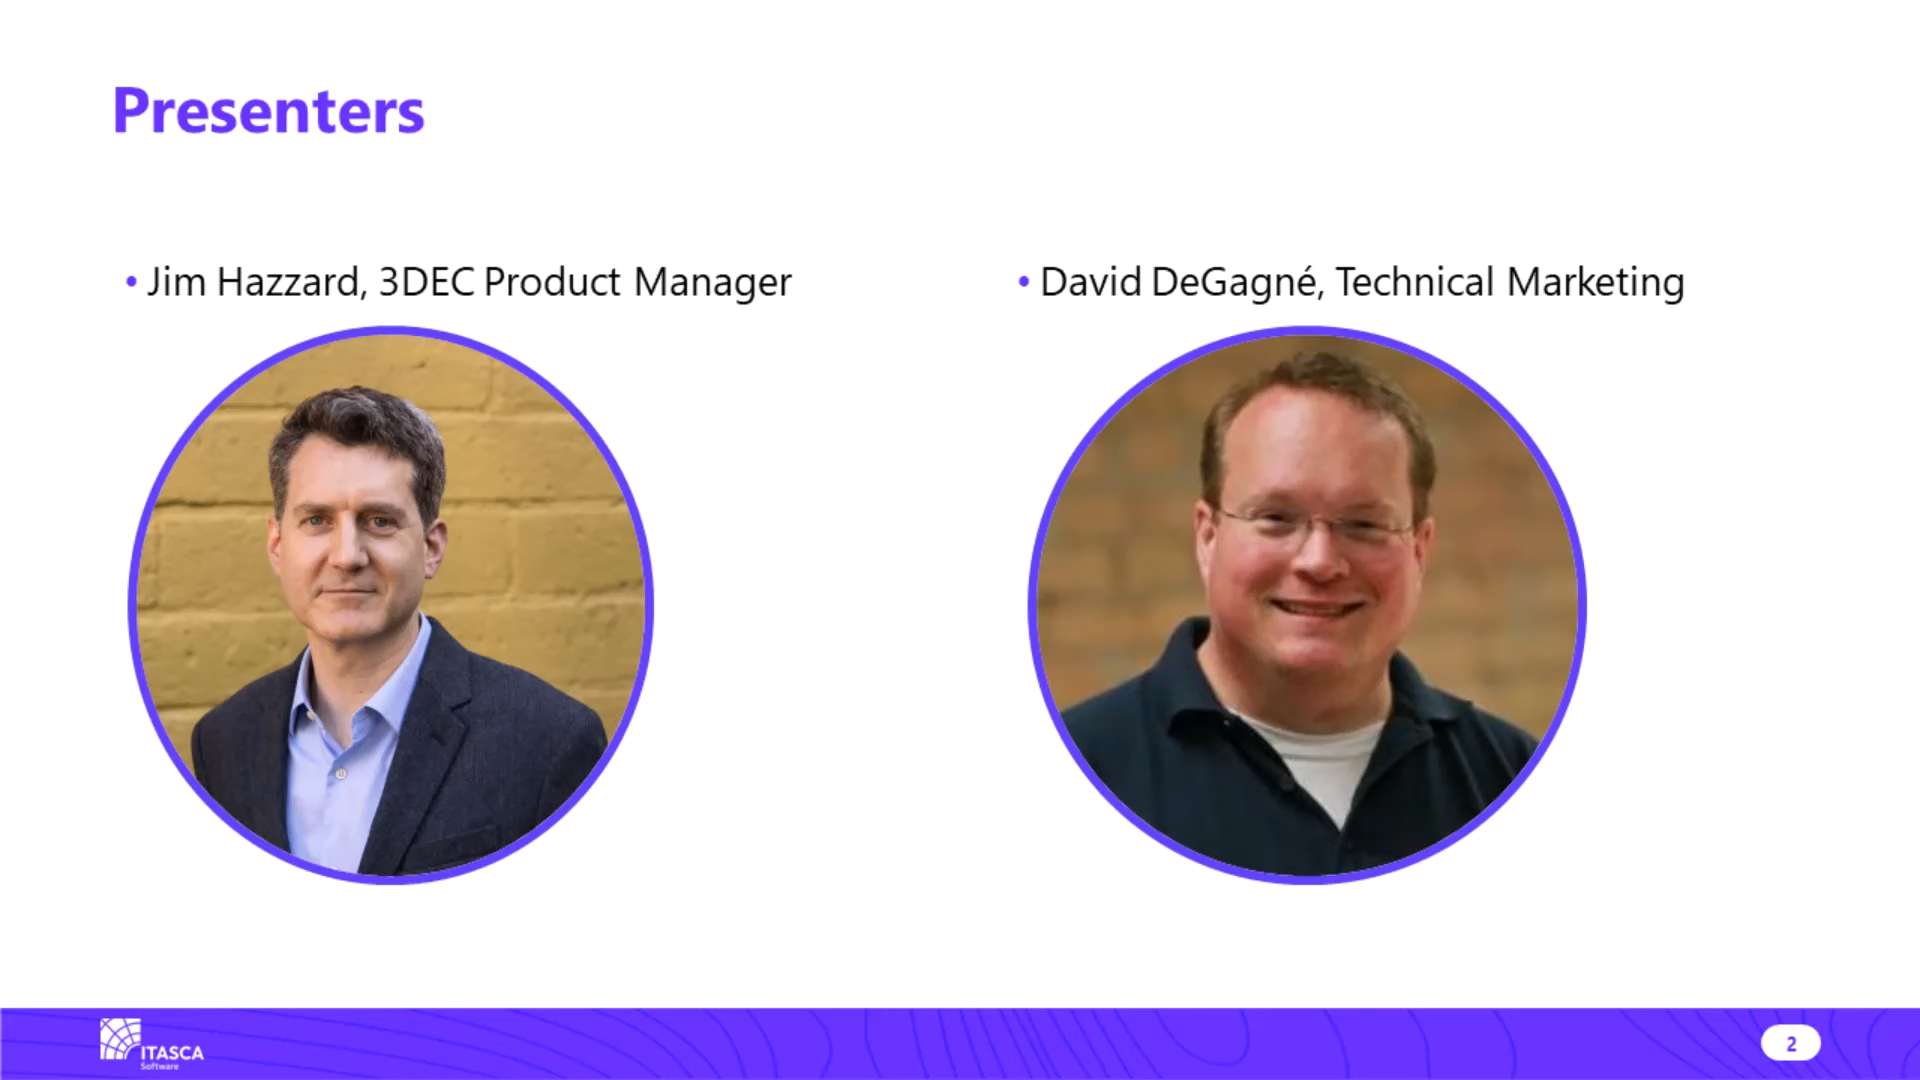 Presenters
• Jim Hazzard, 3DEC Product Manager
• David DeGagné, Technical Marketing
ITASCA
Software
2